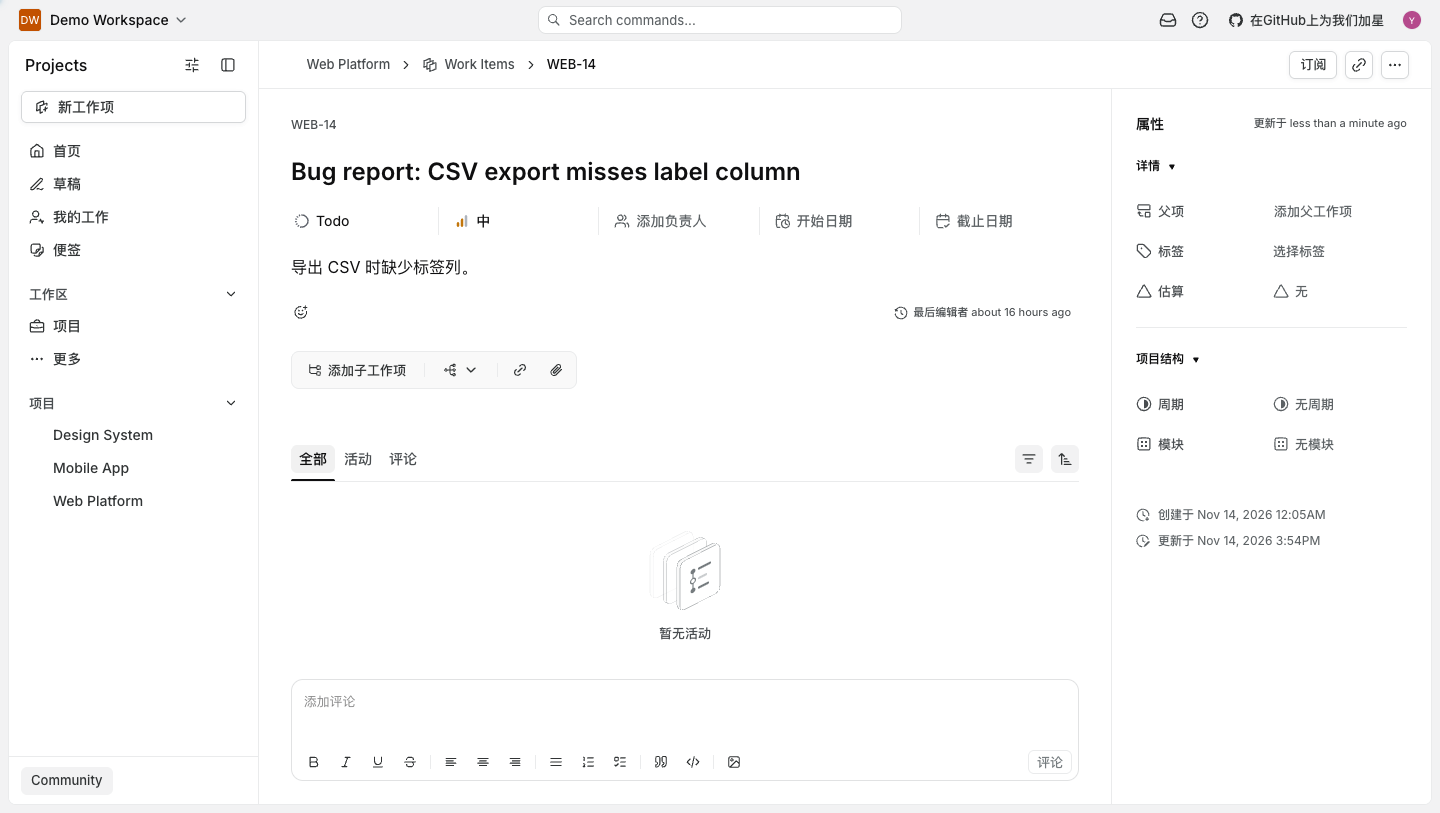 DW Demo Workspace
Search commands...
在GitHub上为我们加星
Y
Projects
新工作项
首页
草稿
我的工作
便签
工作区
项目
更多
项目
Design System
Mobile App
Web Platform
Community
Web Platform
Work Items
WEB-14
订阅
WEB-14
Bug report: CSV export misses label column
Todo
中
添加负责人
开始日期
截止日期
导出 CSV 时缺少标签列。
最后编辑者 about 16 hours ago
添加子工作项
全部
活动
评论
暂无活动
添加评论
评论
属性
更新于 less than a minute ago
详情
父项
添加父工作项
标签
选择标签
估算
无
项目结构
周期
无周期
模块
无模块
创建于 Nov 14, 2026 12:05AM
更新于 Nov 14, 2026 3:54PM